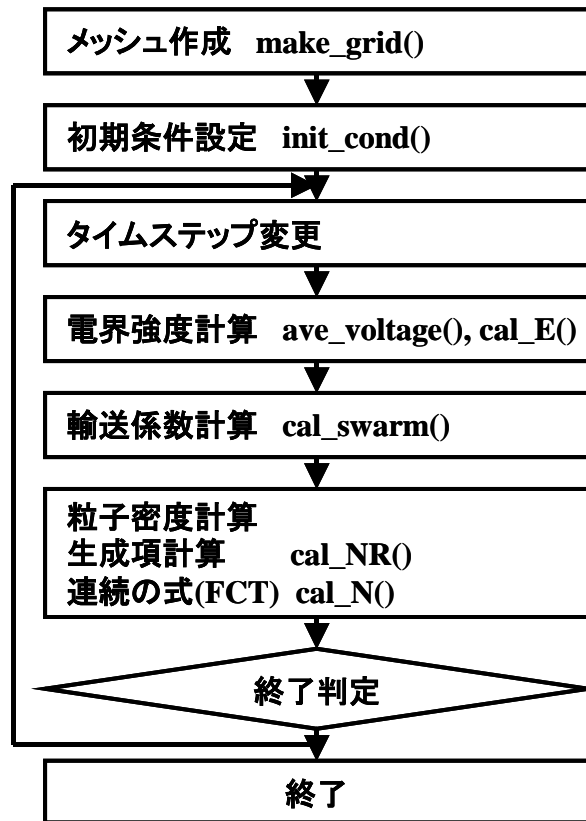 メッシュ作成 make_grid()
初期条件設定 init_cond()
タイムステップ変更
電界強度計算 ave_voltage(), cal_E()
輸送係数計算 cal_swarm()
粒子密度計算
生成項計算 cal_NR()
連続の式(FCT) cal_N()
終了判定
終了